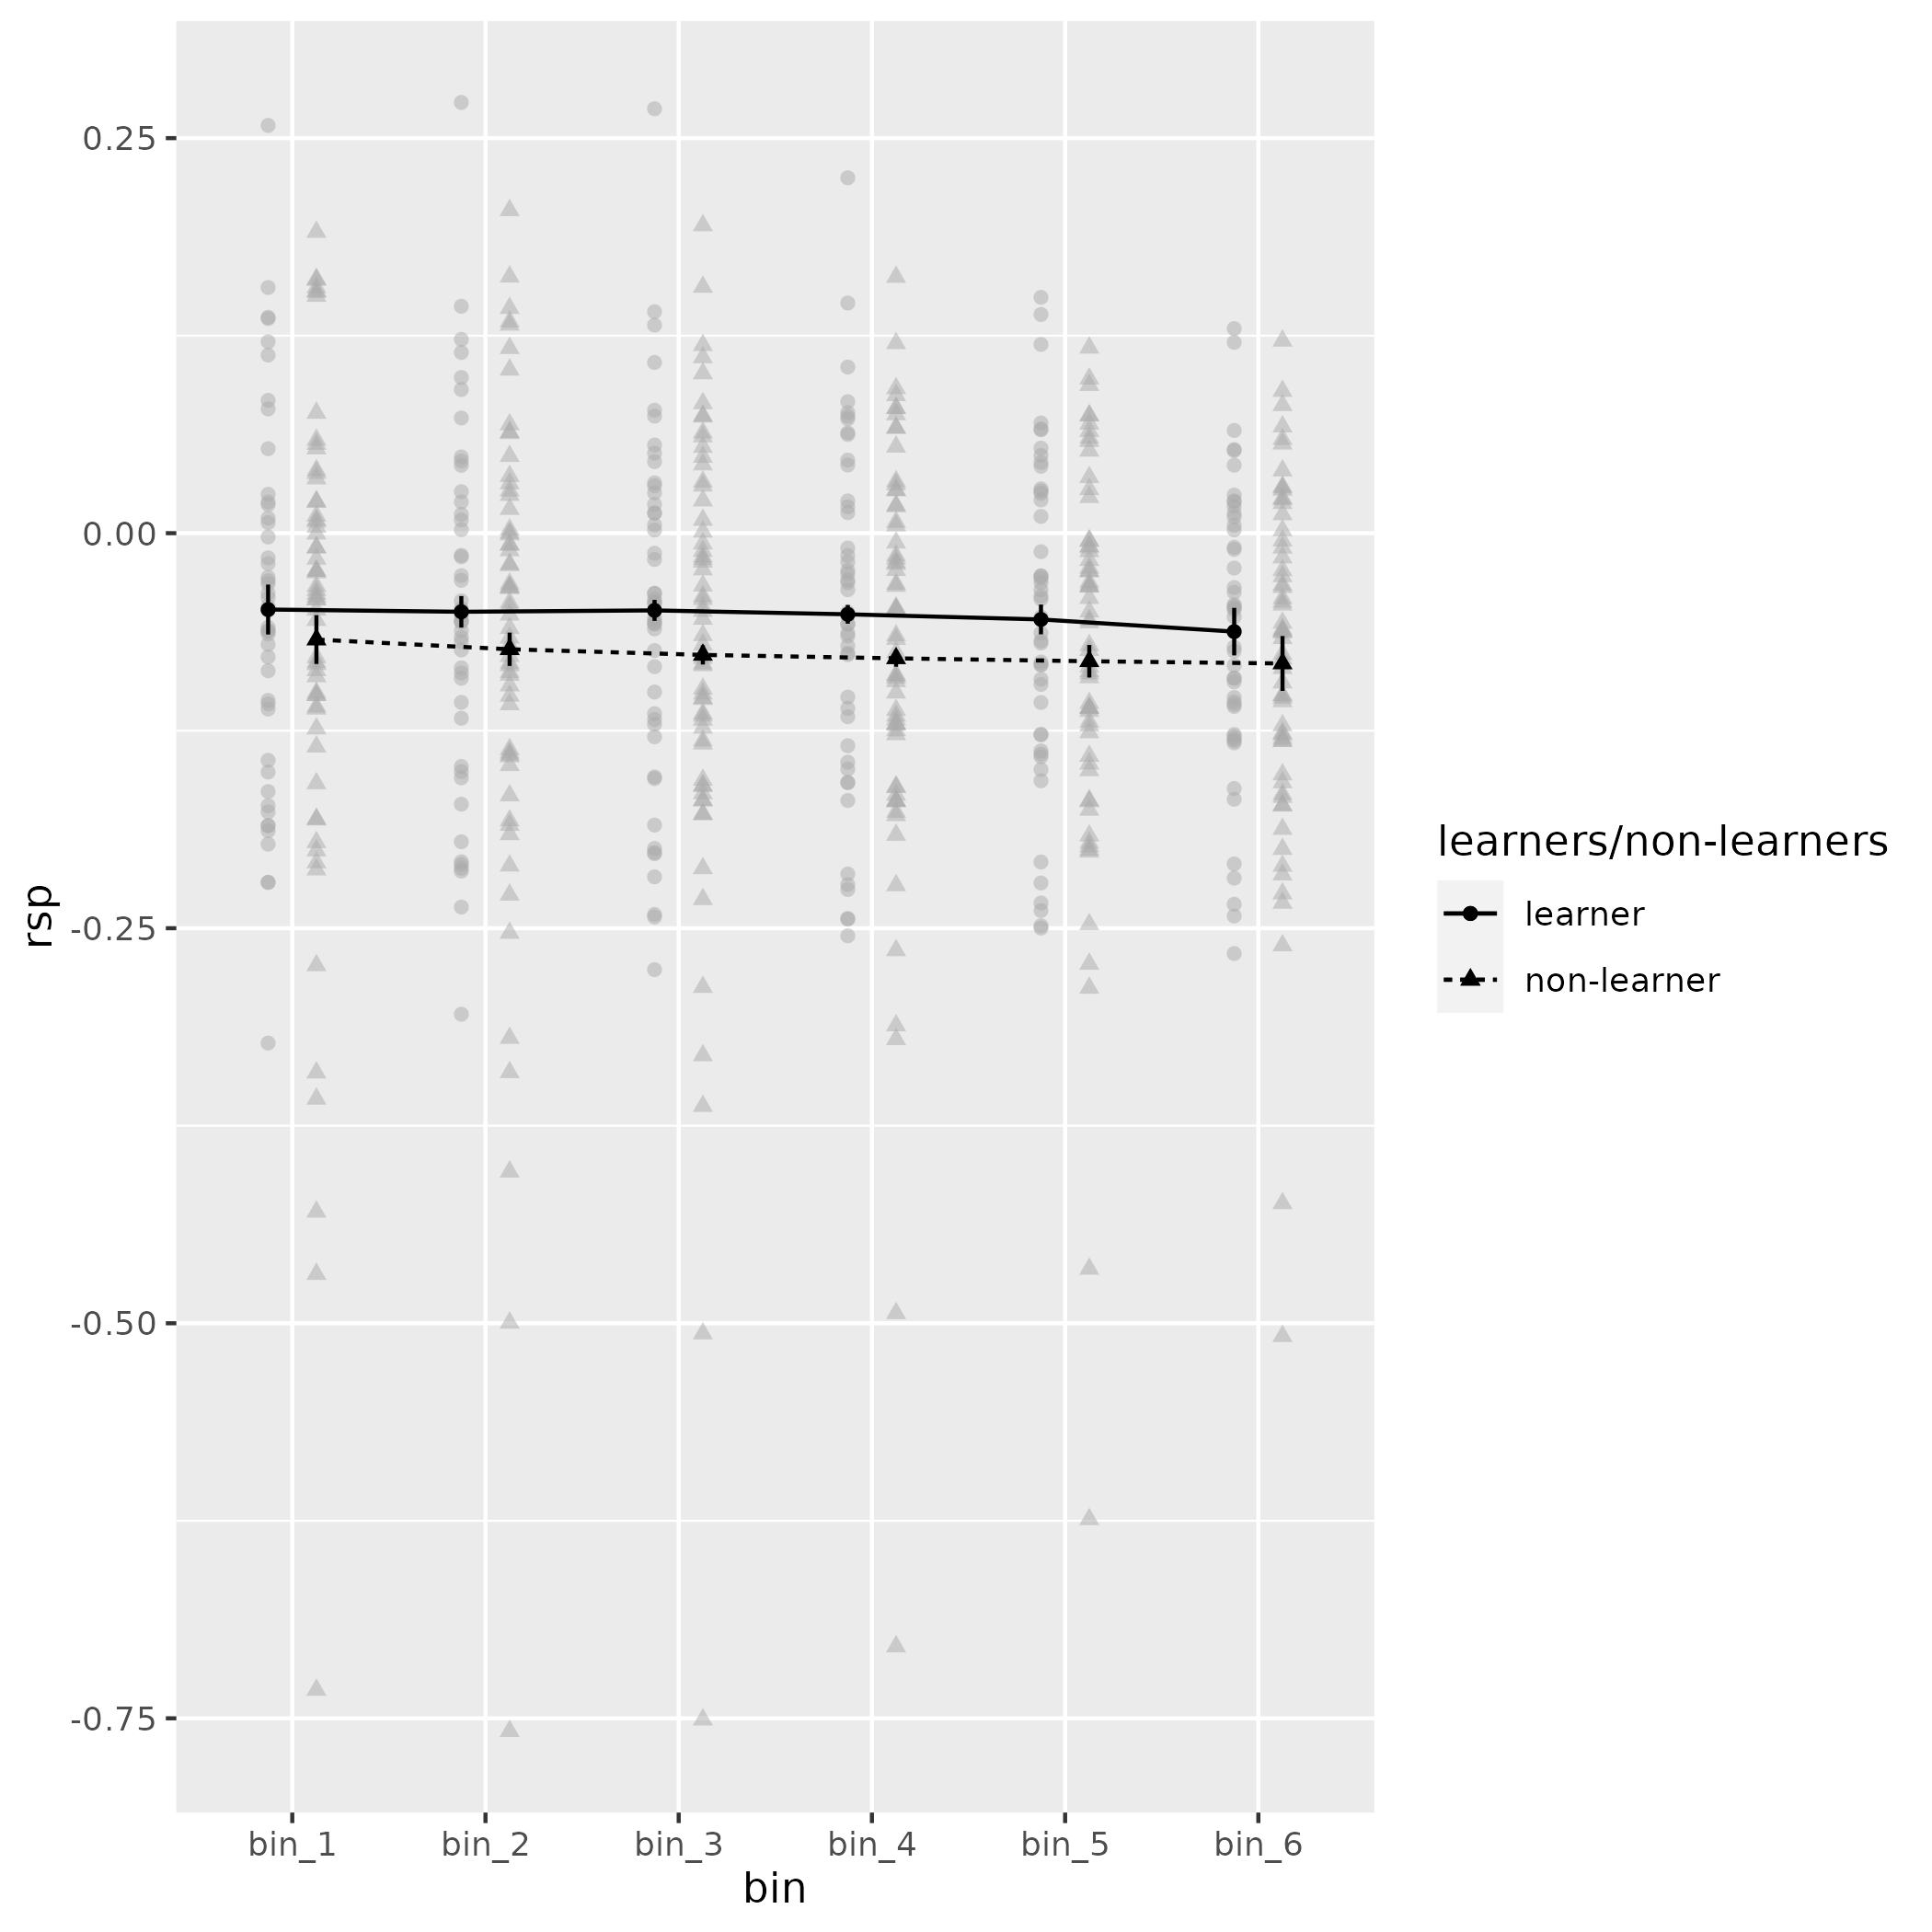 0.25
0.00
-0.25
-0.50
-0.75
rsp
bin_1 bin_2 bin_3 bin_4 bin_5 bin_6
bin
learners/non-learners
learner
non-learner